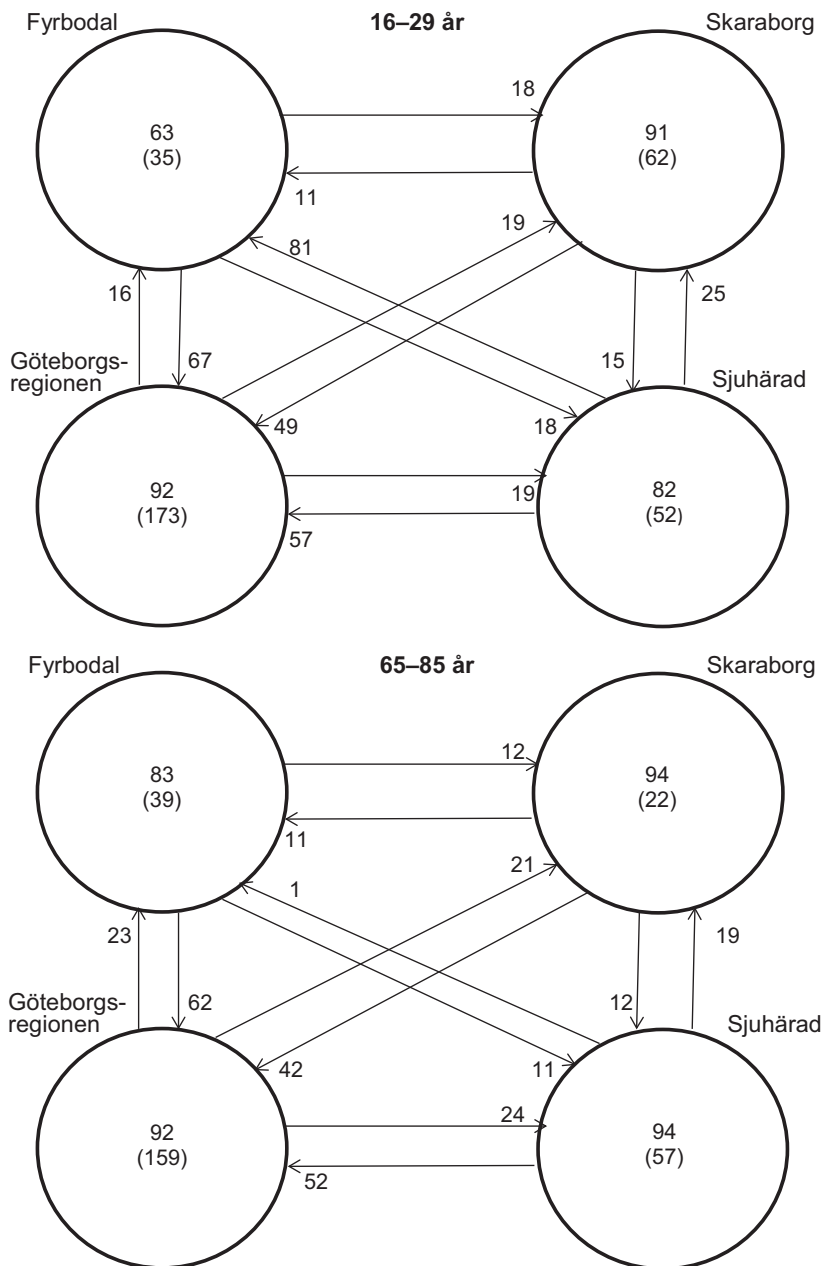 Fyrbodal 16–29 år Skaraborg
18
63 91
(35) (62)
11
19
81
16 25
Göteborgs-
regionen
67 15 Sjuhärad
49 18
92 19 82
(173) (52)
57
Fyrbodal 65–85 år Skaraborg
12
83 94
(39) (22)
11
21
1
23 19
Göteborgs-
regionen
62 12 Sjuhärad
42 11
24
92 94
(159) (57)
52